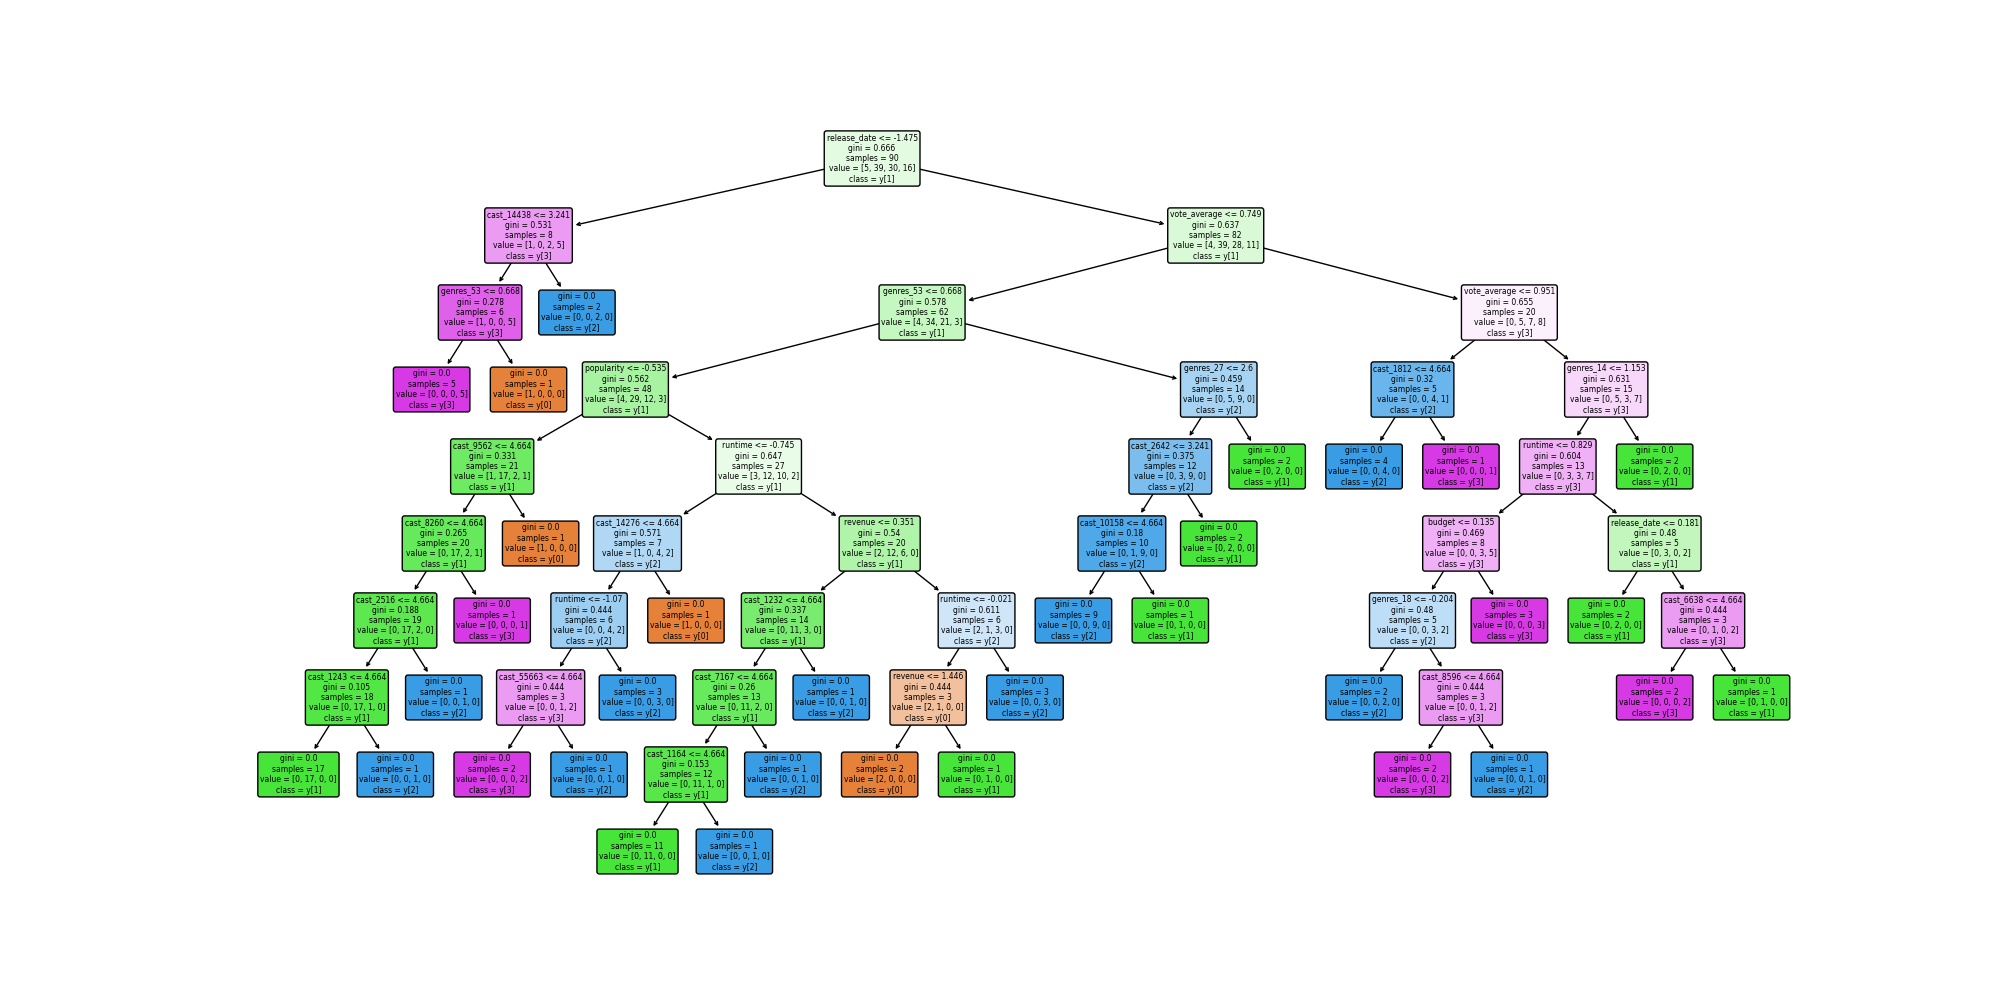 release_date <= -1.475
gini = 0.666
samples = 90
value = [5, 39, 30, 16]
class = y[1]
cast_14438 <= 3.241
gini = 0.531
samples = 8
value = [1, 0, 2, 5]
class = y[3]
vote_average <= 0.749
gini = 0.637
samples = 82
value = [4, 39, 28, 11]
class = y[1]
genres_53 <= 0.668
gini = 0.278
samples = 6
value = [1, 0, 0, 5]
class = y[3]
gini = 0.0
samples = 2
value = [0, 0, 2, 0]
class = y[2]
genres_53 <= 0.668
gini = 0.578
samples = 62
value = [4, 34, 21, 3]
class = y[1]
vote_average <= 0.951
gini = 0.655
samples = 20
value = [0, 5, 7, 8]
class = y[3]
gini = 0.0
samples = 5
value = [0, 0, 0, 5]
class = y[3]
gini = 0.0
samples = 1
value = [1, 0, 0, 0]
class = y[0]
popularity <= -0.535
gini = 0.562
samples = 48
value = [4, 29, 12, 3]
class = y[1]
genres_27 <= 2.6
gini = 0.459
samples = 14
value = [0, 5, 9, 0]
class = y[2]
cast_1812 <= 4.664
gini = 0.32
samples = 5
value = [0, 0, 4, 1]
class = y[2]
genres_14 <= 1.153
gini = 0.631
samples = 15
value = [0, 5, 3, 7]
class = y[3]
cast_9562 <= 4.664
gini = 0.331
samples = 21
value = [1, 17, 2, 1]
class = y[1]
runtime <= -0.745
gini = 0.647
samples = 27
value = [3, 12, 10, 2]
class = y[1]
cast_2642 <= 3.241
gini = 0.375
samples = 12
value = [0, 3, 9, 0]
class = y[2]
gini = 0.0
samples = 2
value = [0, 2, 0, 0]
class = y[1]
gini = 0.0
samples = 4
value = [0, 0, 4, 0]
class = y[2]
gini = 0.0
samples = 1
value = [0, 0, 0, 1]
class = y[3]
runtime <= 0.829
gini = 0.604
samples = 13
value = [0, 3, 3, 7]
class = y[3]
gini = 0.0
samples = 2
value = [0, 2, 0, 0]
class = y[1]
cast_8260 <= 4.664
gini = 0.265
samples = 20
value = [0, 17, 2, 1]
class = y[1]
gini = 0.0
samples = 1
value = [1, 0, 0, 0]
class = y[0]
cast_14276 <= 4.664
gini = 0.571
samples = 7
value = [1, 0, 4, 2]
class = y[2]
revenue <= 0.351
gini = 0.54
samples = 20
value = [2, 12, 6, 0]
class = y[1]
cast_10158 <= 4.664
gini = 0.18
samples = 10
value = [0, 1, 9, 0]
class = y[2]
gini = 0.0
samples = 2
value = [0, 2, 0, 0]
class = y[1]
budget <= 0.135
gini = 0.469
samples = 8
value = [0, 0, 3, 5]
class = y[3]
release_date <= 0.181
gini = 0.48
samples = 5
value = [0, 3, 0, 2]
class = y[1]
cast_2516 <= 4.664
gini = 0.188
samples = 19
value = [0, 17, 2, 0]
class = y[1]
gini = 0.0
samples = 1
value = [0, 0, 0, 1]
class = y[3]
runtime <= -1.07
gini = 0.444
samples = 6
value = [0, 0, 4, 2]
class = y[2]
gini = 0.0
samples = 1
value = [1, 0, 0, 0]
class = y[0]
cast_1232 <= 4.664
gini = 0.337
samples = 14
value = [0, 11, 3, 0]
class = y[1]
runtime <= -0.021
gini = 0.611
samples = 6
value = [2, 1, 3, 0]
class = y[2]
gini = 0.0
samples = 9
value = [0, 0, 9, 0]
class = y[2]
gini = 0.0
samples = 1
value = [0, 1, 0, 0]
class = y[1]
genres_18 <= -0.204
gini = 0.48
samples = 5
value = [0, 0, 3, 2]
class = y[2]
gini = 0.0
samples = 3
value = [0, 0, 0, 3]
class = y[3]
gini = 0.0
samples = 2
value = [0, 2, 0, 0]
class = y[1]
cast_6638 <= 4.664
gini = 0.444
samples = 3
value = [0, 1, 0, 2]
class = y[3]
cast_1243 <= 4.664
gini = 0.105
samples = 18
value = [0, 17, 1, 0]
class = y[1]
gini = 0.0
samples = 1
value = [0, 0, 1, 0]
class = y[2]
cast_55663 <= 4.664
gini = 0.444
samples = 3
value = [0, 0, 1, 2]
class = y[3]
gini = 0.0
samples = 3
value = [0, 0, 3, 0]
class = y[2]
cast_7167 <= 4.664
gini = 0.26
samples = 13
value = [0, 11, 2, 0]
class = y[1]
gini = 0.0
samples = 1
value = [0, 0, 1, 0]
class = y[2]
revenue <= 1.446
gini = 0.444
samples = 3
value = [2, 1, 0, 0]
class = y[0]
gini = 0.0
samples = 3
value = [0, 0, 3, 0]
class = y[2]
gini = 0.0
samples = 2
value = [0, 0, 2, 0]
class = y[2]
cast_8596 <= 4.664
gini = 0.444
samples = 3
value = [0, 0, 1, 2]
class = y[3]
gini = 0.0
samples = 2
value = [0, 0, 0, 2]
class = y[3]
gini = 0.0
samples = 1
value = [0, 1, 0, 0]
class = y[1]
gini = 0.0
samples = 17
value = [0, 17, 0, 0]
class = y[1]
gini = 0.0
samples = 1
value = [0, 0, 1, 0]
class = y[2]
gini = 0.0
samples = 2
value = [0, 0, 0, 2]
class = y[3]
gini = 0.0
samples = 1
value = [0, 0, 1, 0]
class = y[2]
cast_1164 <= 4.664
gini = 0.153
samples = 12
value = [0, 11, 1, 0]
class = y[1]
gini = 0.0
samples = 1
value = [0, 0, 1, 0]
class = y[2]
gini = 0.0
samples = 2
value = [2, 0, 0, 0]
class = y[0]
gini = 0.0
samples = 1
value = [0, 1, 0, 0]
class = y[1]
gini = 0.0
samples = 2
value = [0, 0, 0, 2]
class = y[3]
gini = 0.0
samples = 1
value = [0, 0, 1, 0]
class = y[2]
gini = 0.0
samples = 11
value = [0, 11, 0, 0]
class = y[1]
gini = 0.0
samples = 1
value = [0, 0, 1, 0]
class = y[2]